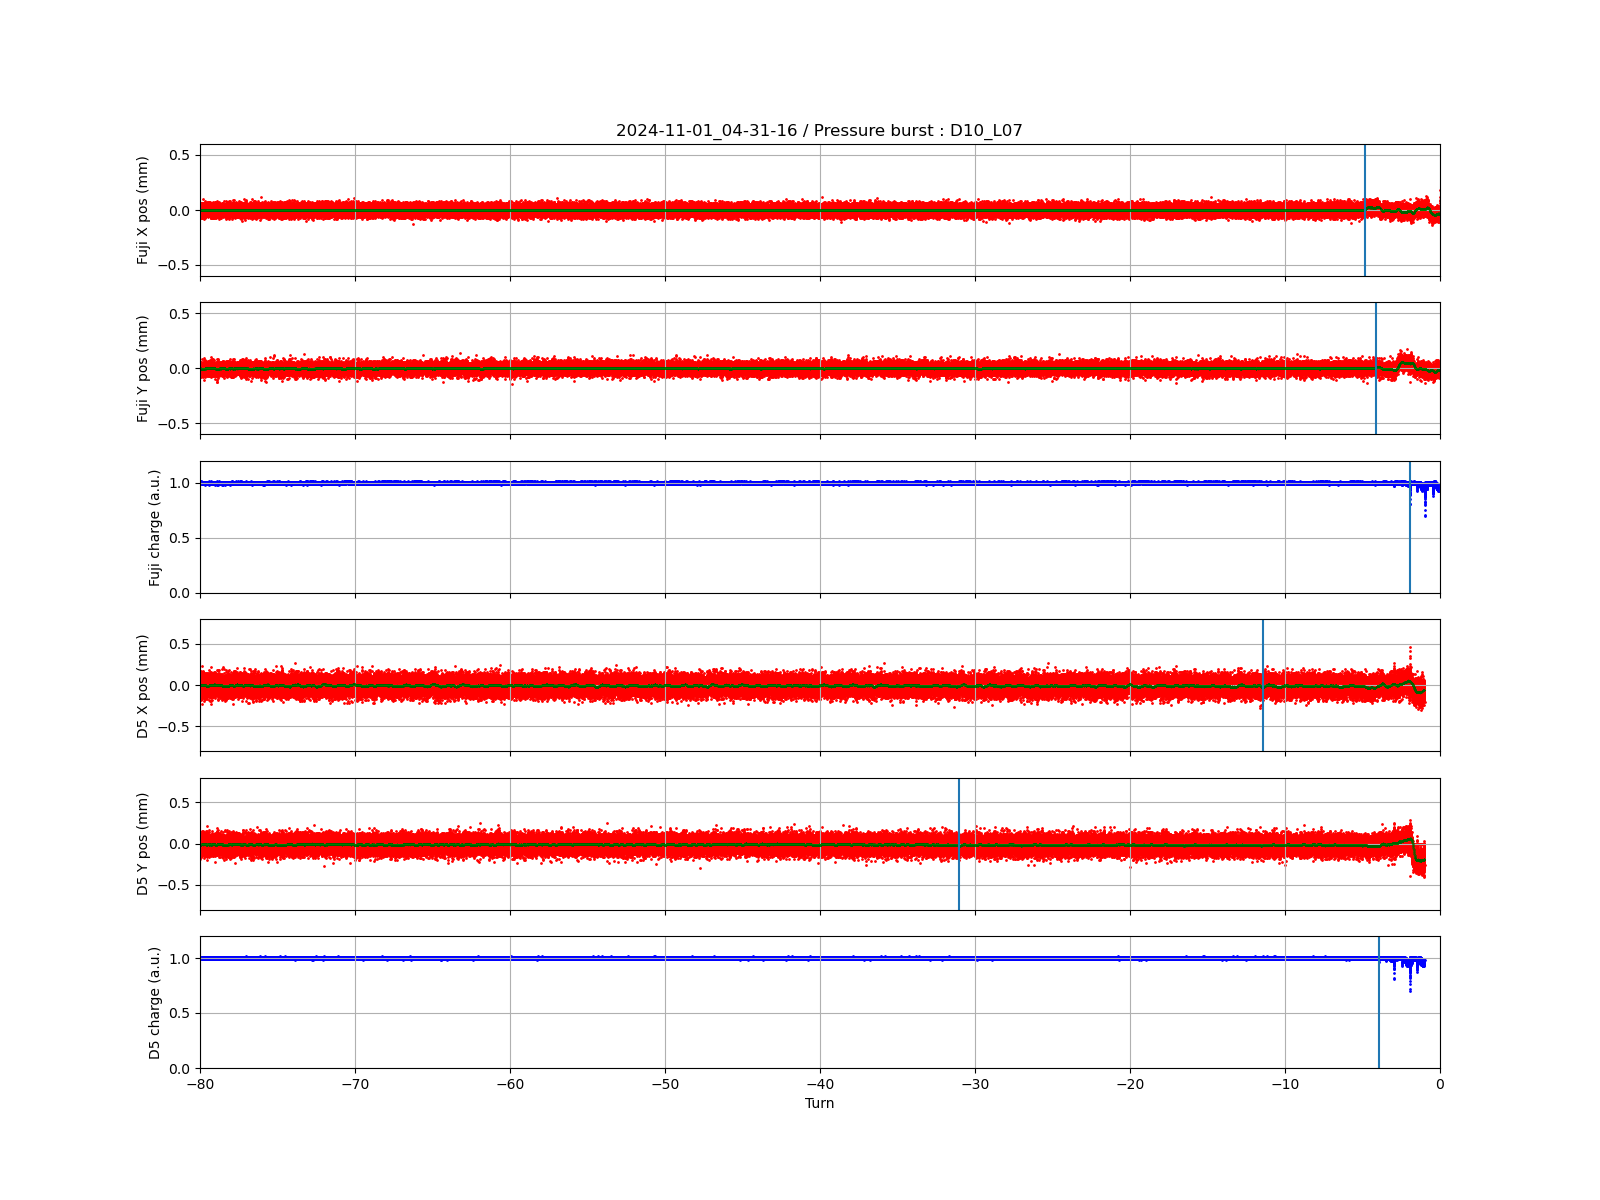 2024-11-01_04-31-16 / Pressure burst : D10_L07
Fuji X pos (mm)
0.5
0.0
−0.5
Fuji Y pos (mm)
0.5
0.0
−0.5
Fuji charge (a.u.)
1.0
0.5
0.0
D5 X pos (mm)
0.5
0.0
−0.5
D5 Y pos (mm)
0.5
0.0
−0.5
D5 charge (a.u.)
1.0
0.5
0.0
−80 −70 −60 −50 −40 −30 −20 −10 0
Turn